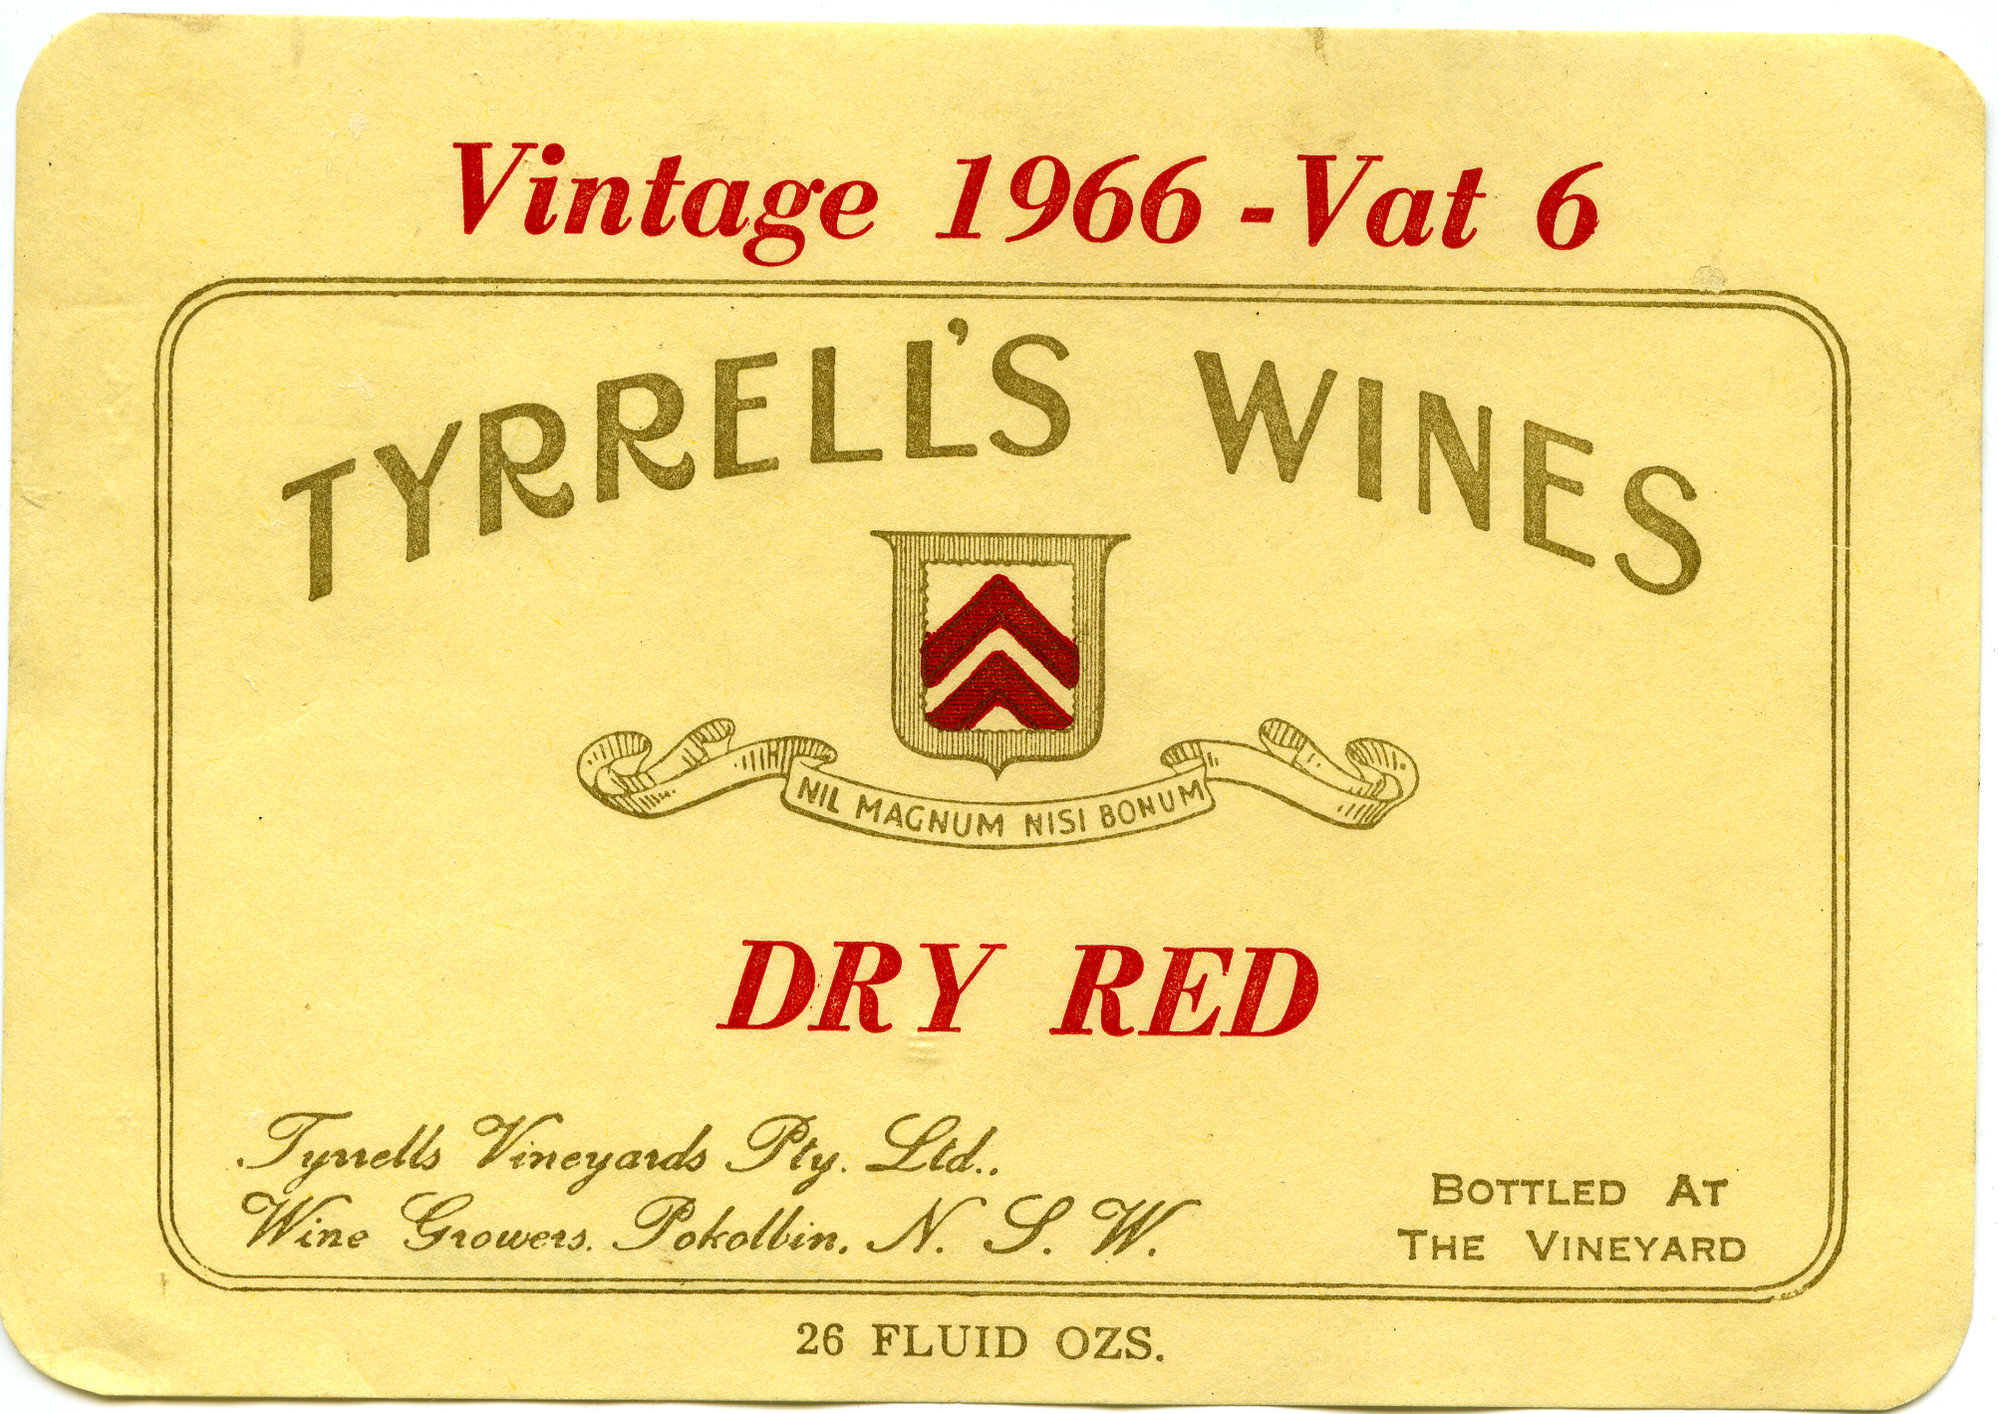 Vintage 1966 - Vat 6
TYRRELL'S WINES
NIL MAGNUM NISI BONUM
DRY RED
Tyrrells Vineyards Pty. Ltd..
Wine Growers. Pokolbin. N. S. W.
BOTTLED AT
THE VINEYARD
26 FLUID OZS.